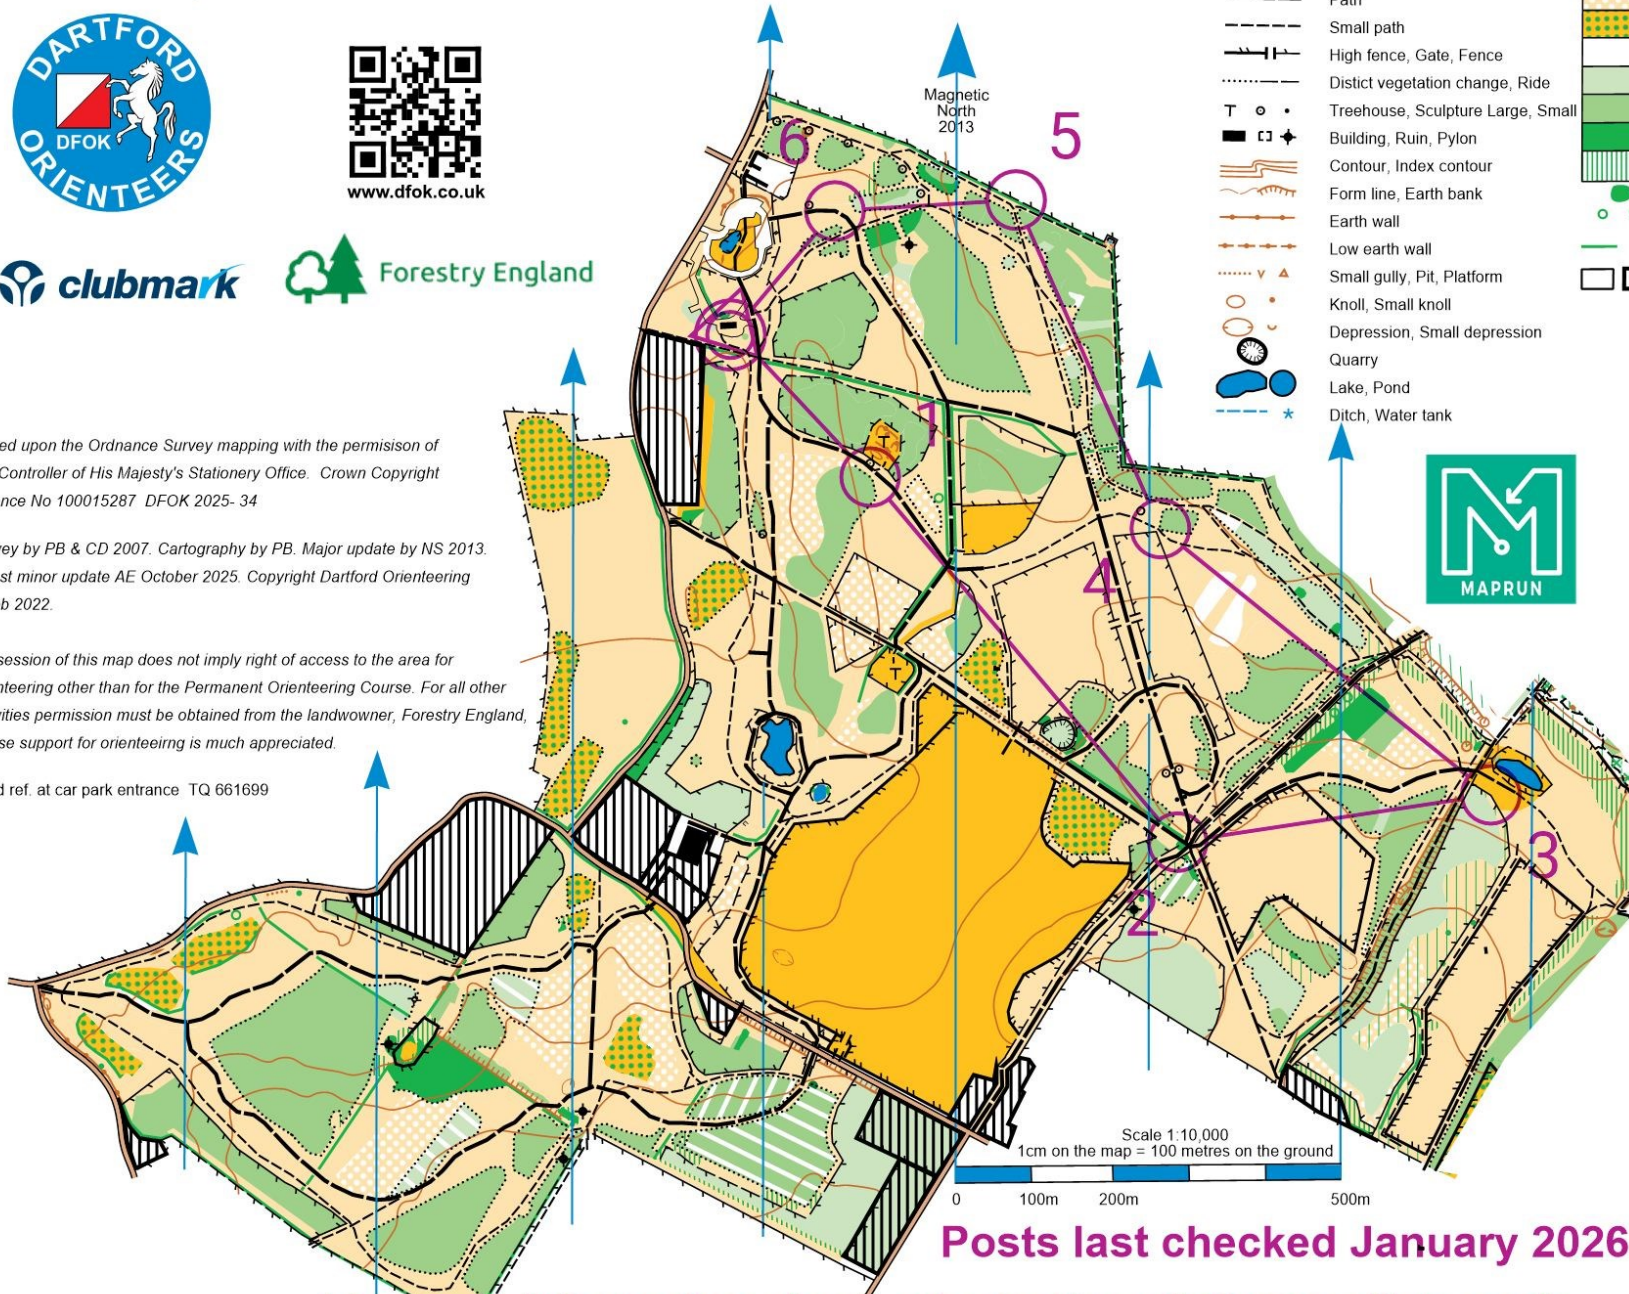 DARTFORD
DFOK
ORIENTEERS
www.dfok.co.uk
clubmark
Forestry England
ed upon the Ordnance Survey mapping with the permisison of
Controller of His Majesty's Stationery Office. Crown Copyright
nce No 100015287 DFOK 2025- 34
vey by PB & CD 2007. Cartography by PB. Major update by NS 2013.
st minor update AE October 2025. Copyright Dartford Orienteering
b 2022.
session of this map does not imply right of access to the area for
nteering other than for the Permanent Orienteering Course. For all other
vities permission must be obtained from the landwowner, Forestry England,
se support for orienteeirng is much appreciated.
d ref. at car park entrance TQ 661699
Magnetic
North
2013
6
5
1
4
3
2
T
T
Path
Small path
High fence, Gate, Fence
Distict vegetation change, Ride
T
Treehouse, Sculpture Large, Small
Building, Ruin, Pylon
Contour, Index contour
Form line, Earth bank
Earth wall
Low earth wall
Small gully, Pit, Platform
Knoll, Small knoll
Depression, Small depression
Quarry
Lake, Pond
Ditch, Water tank
MAPRUN
Scale 1:10,000
1cm on the map = 100 metres on the ground
0 100m 200m 500m
Posts last checked January 2026